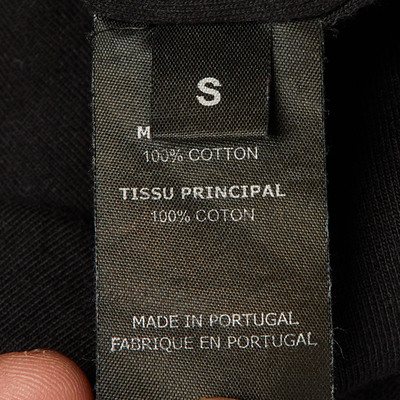 S
M
100% COTTON
TISSU PRINCIPAL
100% COTON
MADE IN PORTUGAL
FABRIQUE EN PORTUGAL